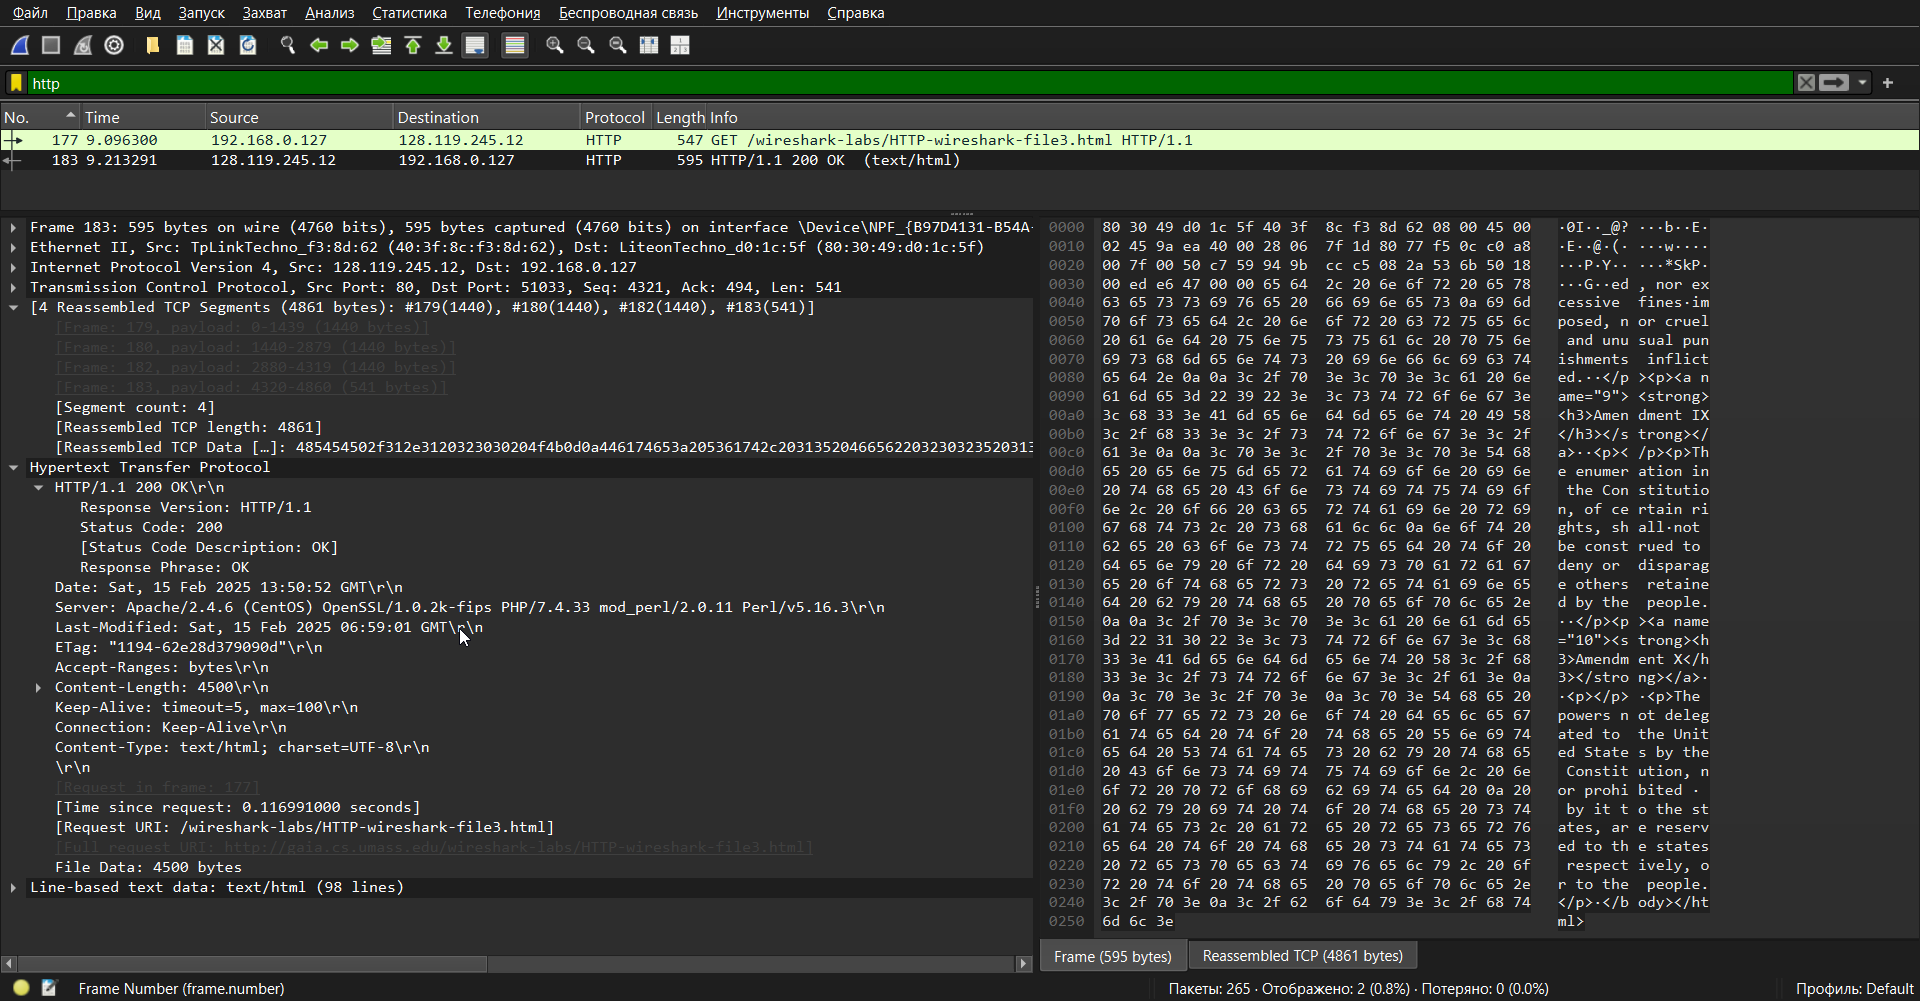 Файл Правка Вид Запуск Захват Анализ Статистика Телефония Беспроводная связь Инструменты Справка
http
No. Time Source Destination Protocol Length Info
177 9.096300 192.168.0.127 128.119.245.12 HTTP 547 GET /wireshark-labs/HTTP-wireshark-file3.html HTTP/1.1
183 9.213291 128.119.245.12 192.168.0.127 HTTP 595 HTTP/1.1 200 OK (text/html)
Frame 183: 595 bytes on wire (4760 bits), 595 bytes captured (4760 bits) on interface \Device\NPF_{B97D4131-B54A-
Ethernet II, Src: TpLinkTechno_f3:8d:62 (40:3f:8c:f3:8d:62), Dst: LiteonTechno_d0:1c:5f (80:30:49:d0:1c:5f)
Internet Protocol Version 4, Src: 128.119.245.12, Dst: 192.168.0.127
Transmission Control Protocol, Src Port: 80, Dst Port: 51033, Seq: 4321, Ack: 494, Len: 541
[4 Reassembled TCP Segments (4861 bytes): #179(1440), #180(1440), #182(1440), #183(541)]
[Frame: 179, payload: 0-1439 (1440 bytes)]
[Frame: 180, payload: 1440-2879 (1440 bytes)]
[Frame: 182, payload: 2880-4319 (1440 bytes)]
[Frame: 183, payload: 4320-4860 (541 bytes)]
[Segment count: 4]
[Reassembled TCP length: 4861]
[Reassembled TCP Data […]: 485454502f312e3120323030204f4b0d0a446174653a205361742c20313520466562203230323520313
Hypertext Transfer Protocol
HTTP/1.1 200 OK\r\n
Response Version: HTTP/1.1
Status Code: 200
[Status Code Description: OK]
Response Phrase: OK
Date: Sat, 15 Feb 2025 13:50:52 GMT\r\n
Server: Apache/2.4.6 (CentOS) OpenSSL/1.0.2k-fips PHP/7.4.33 mod_perl/2.0.11 Perl/v5.16.3\r\n
Last-Modified: Sat, 15 Feb 2025 06:59:01 GMT\r\n
ETag: "1194-62e28d379090d"\r\n
Accept-Ranges: bytes\r\n
Content-Length: 4500\r\n
Keep-Alive: timeout=5, max=100\r\n
Connection: Keep-Alive\r\n
Content-Type: text/html; charset=UTF-8\r\n
\r\n
[Request in frame: 177]
[Time since request: 0.116991000 seconds]
[Request URI: /wireshark-labs/HTTP-wireshark-file3.html]
[Full request URI: http://gaia.cs.umass.edu/wireshark-labs/HTTP-wireshark-file3.html]
File Data: 4500 bytes
Line-based text data: text/html (98 lines)
0000 80 30 49 d0 1c 5f 40 3f 8c f3 8d 62 08 00 45 00 ·0I··_@? ···b··E·
0010 02 45 9a ea 40 00 28 06 7f 1d 80 77 f5 0c c0 a8 ·E··@·(· ···w····
0020 00 7f 00 50 c7 59 94 9b cc c5 08 2a 53 6b 50 18 ···P·Y·· ···*SkP·
0030 00 ed e6 47 00 00 65 64 2c 20 6e 6f 72 20 65 78 ···G··ed , nor ex
0040 63 65 73 73 69 76 65 20 66 69 6e 65 73 0a 69 6d cessive fines·im
0050 70 6f 73 65 64 2c 20 6e 6f 72 20 63 72 75 65 6c posed, n or cruel
0060 20 61 6e 64 20 75 6e 75 73 75 61 6c 20 70 75 6e and unu sual pun
0070 69 73 68 6d 65 6e 74 73 20 69 6e 66 6c 69 63 74 ishments inflict
0080 65 64 2e 0a 0a 3c 2f 70 3e 3c 70 3e 3c 61 20 6e ed.··</p ><p><a n
0090 61 6d 65 3d 22 39 22 3e 3c 73 74 72 6f 6e 67 3e ame="9"> <strong>
00a0 3c 68 33 3e 41 6d 65 6e 64 6d 65 6e 74 20 49 58 <h3>Amen dment IX
00b0 3c 2f 68 33 3e 3c 2f 73 74 72 6f 6e 67 3e 3c 2f </h3></s trong></
00c0 61 3e 0a 0a 3c 70 3e 3c 2f 70 3e 3c 70 3e 54 68 a>··<p>< /p><p>Th
00d0 65 20 65 6e 75 6d 65 72 61 74 69 6f 6e 20 69 6e e enumer ation in
00e0 20 74 68 65 20 43 6f 6e 73 74 69 74 75 74 69 6f the Con stitutio
00f0 6e 2c 20 6f 66 20 63 65 72 74 61 69 6e 20 72 69 n, of ce rtain ri
0100 67 68 74 73 2c 20 73 68 61 6c 6c 0a 6e 6f 74 20 ghts, sh all·not
0110 62 65 20 63 6f 6e 73 74 72 75 65 64 20 74 6f 20 be const rued to
0120 64 65 6e 79 20 6f 72 20 64 69 73 70 61 72 61 67 deny or disparag
0130 65 20 6f 74 68 65 72 73 20 72 65 74 61 69 6e 65 e others retaine
0140 64 20 62 79 20 74 68 65 20 70 65 6f 70 6c 65 2e d by the people.
0150 0a 0a 3c 2f 70 3e 3c 70 3e 3c 61 20 6e 61 6d 65 ··</p><p ><a name
0160 3d 22 31 30 22 3e 3c 73 74 72 6f 6e 67 3e 3c 68 ="10"><s trong><h
0170 33 3e 41 6d 65 6e 64 6d 65 6e 74 20 58 3c 2f 68 3>Amendm ent X</h
0180 33 3e 3c 2f 73 74 72 6f 6e 67 3e 3c 2f 61 3e 0a 3></stro ng></a>·
0190 0a 3c 70 3e 3c 2f 70 3e 0a 3c 70 3e 54 68 65 20 ·<p></p> ·<p>The
01a0 70 6f 77 65 72 73 20 6e 6f 74 20 64 65 6c 65 67 powers n ot deleg
01b0 61 74 65 64 20 74 6f 20 74 68 65 20 55 6e 69 74 ated to the Unit
01c0 65 64 20 53 74 61 74 65 73 20 62 79 20 74 68 65 ed State s by the
01d0 20 43 6f 6e 73 74 69 74 75 74 69 6f 6e 2c 20 6e Constit ution, n
01e0 6f 72 20 70 72 6f 68 69 62 69 74 65 64 20 0a 20 or prohi bited ·
01f0 20 62 79 20 69 74 20 74 6f 20 74 68 65 20 73 74 by it t o the st
0200 61 74 65 73 2c 20 61 72 65 20 72 65 73 65 72 76 ates, ar e reserv
0210 65 64 20 74 6f 20 74 68 65 20 73 74 61 74 65 73 ed to th e states
0220 20 72 65 73 70 65 63 74 69 76 65 6c 79 2c 20 6f respect ively, o
0230 72 20 74 6f 20 74 68 65 20 70 65 6f 70 6c 65 2e r to the people.
0240 3c 2f 70 3e 0a 3c 2f 62 6f 64 79 3e 3c 2f 68 74 </p>·</b ody></ht
0250 6d 6c 3e ml>
Frame (595 bytes) Reassembled TCP (4861 bytes)
Frame Number (frame.number) Пакеты: 265 · Отображено: 2 (0.8%) · Потеряно: 0 (0.0%) Профиль: Default